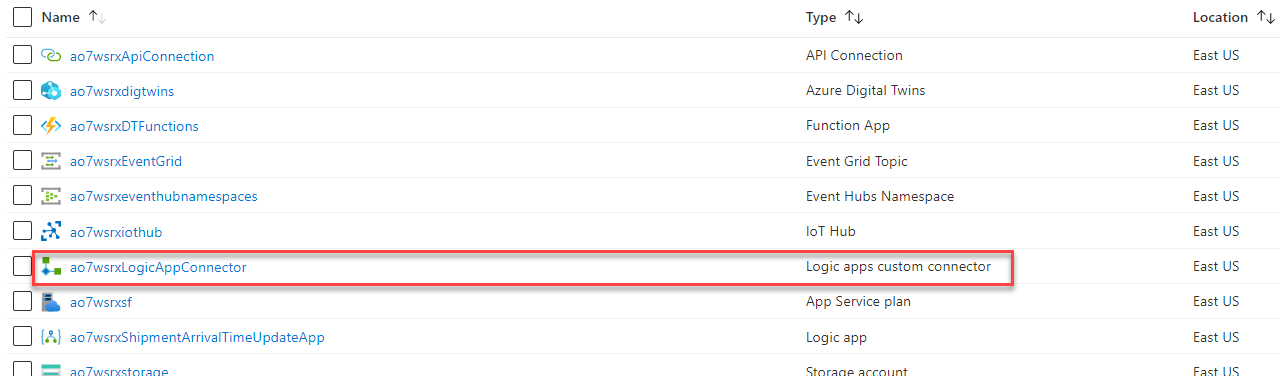 Name ↑↓ Type ↑↓ Location ↑↓
ao7wsrxApiConnection API Connection East US
ao7wsrxdigtwins Azure Digital Twins East US
ao7wsrxDTFunctions Function App East US
ao7wsrxEventGrid Event Grid Topic East US
ao7wsrxeventhubnamespaces Event Hubs Namespace East US
ao7wsrxiothub IoT Hub East US
ao7wsrxLogicAppConnector Logic apps custom connector East US
ao7wsrxsf App Service plan East US
ao7wsrxShipmentArrivalTimeUpdateApp Logic app East US
ao7wsrxstorage Storage account East US